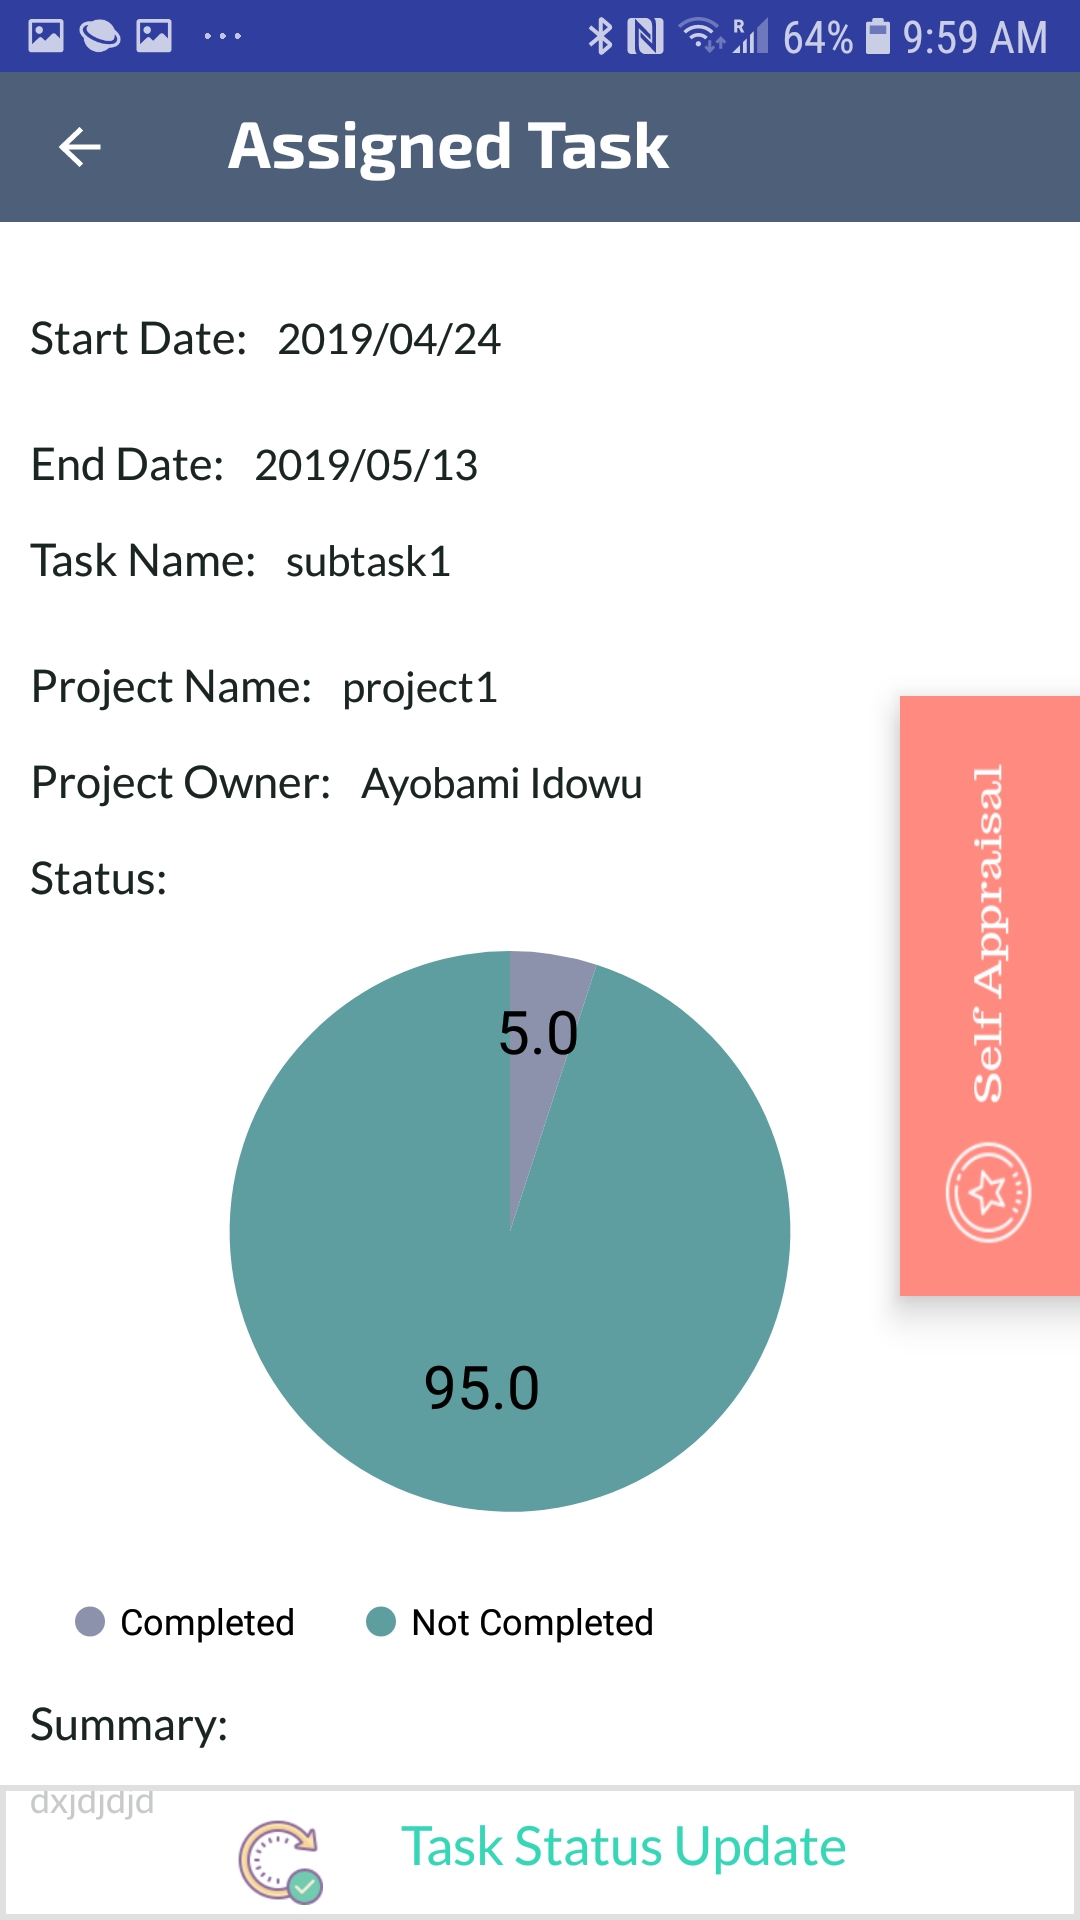 R 64% 9:59 AM
Assigned Task
Start Date: 2019/04/24
End Date: 2019/05/13
Task Name: subtask1
Project Name: project1
Project Owner: Ayobami Idowu
Status:
Self Appraisal
5.0
95.0
Completed Not Completed
Summary:
dxjdjdjd
Task Status Update